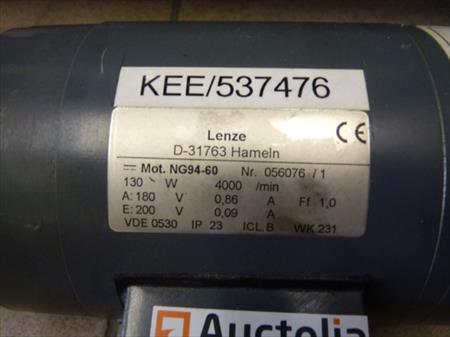 KEE/537476
Lenze
D-31763 Hameln
CE
Mot. NG94-60 Nr. 056076 / 1
130 W 4000 /min
A: 180 V 0,86 A Ff 1,0
E: 200 V 0,09 A
VDE 0530 IP 23 ICL.B WK 231
Auctelia